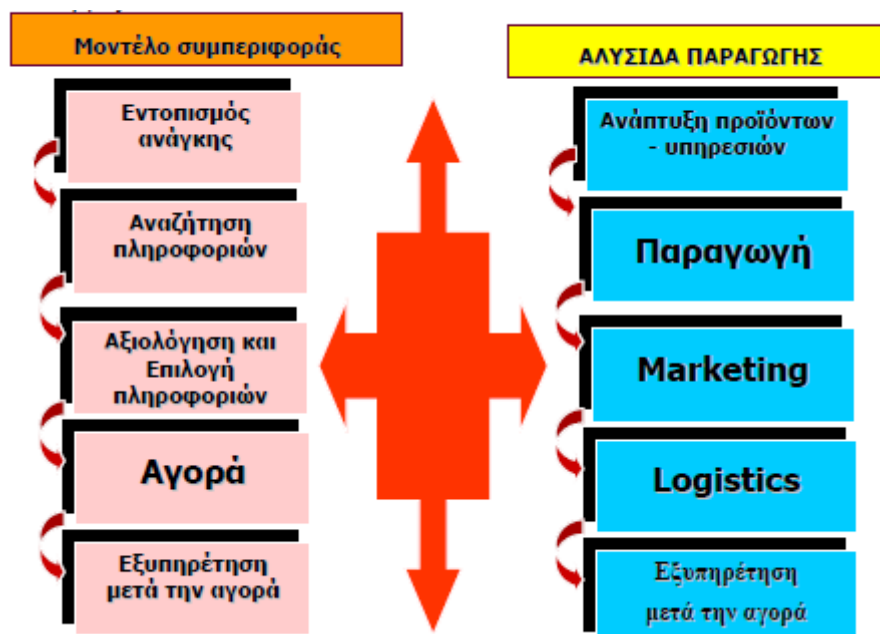 Μοντέλο συμπεριφοράς
Εντοπισμός
ανάγκης
Αναζήτηση
πληροφοριών
Αξιολόγηση και
Επιλογή
πληροφοριών
Αγορά
Εξυπηρέτηση
μετά την αγορά
ΑΛΥΣΙΔΑ ΠΑΡΑΓΩΓΗΣ
Ανάπτυξη προϊόντων
- υπηρεσιών
Παραγωγή
Marketing
Logistics
Εξυπηρέτηση
μετά την αγορά